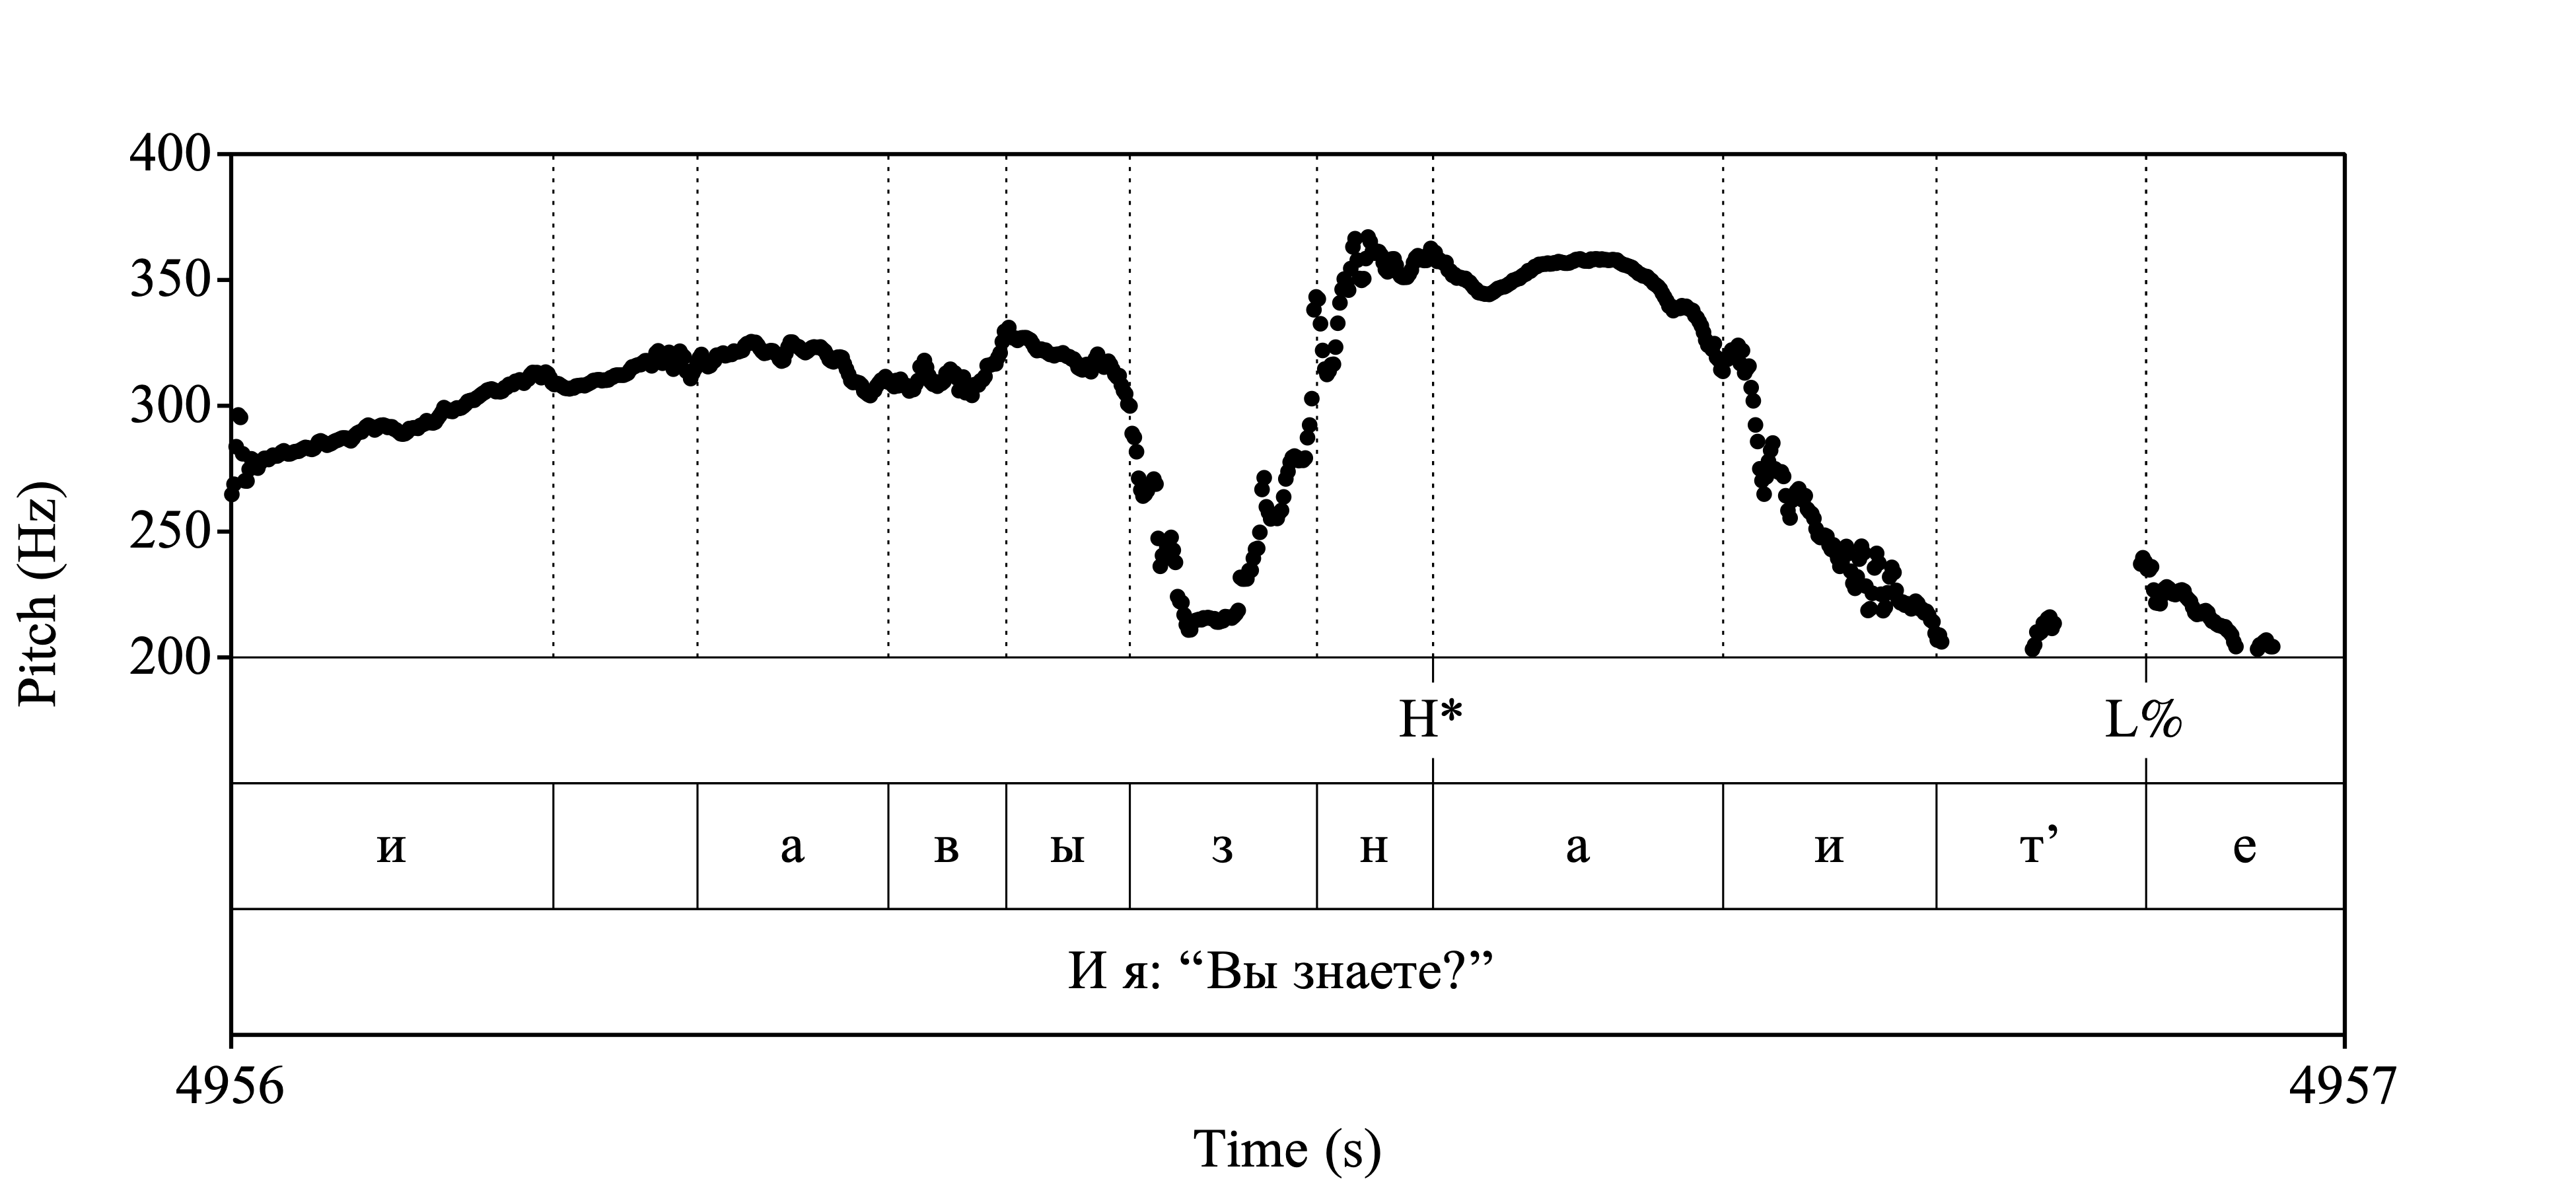 400
350
300
250
200
Pitch (Hz)
H* L%
и а в ы з н а и т’ е
И я: “Вы знаете?”
4956 4957
Time (s)